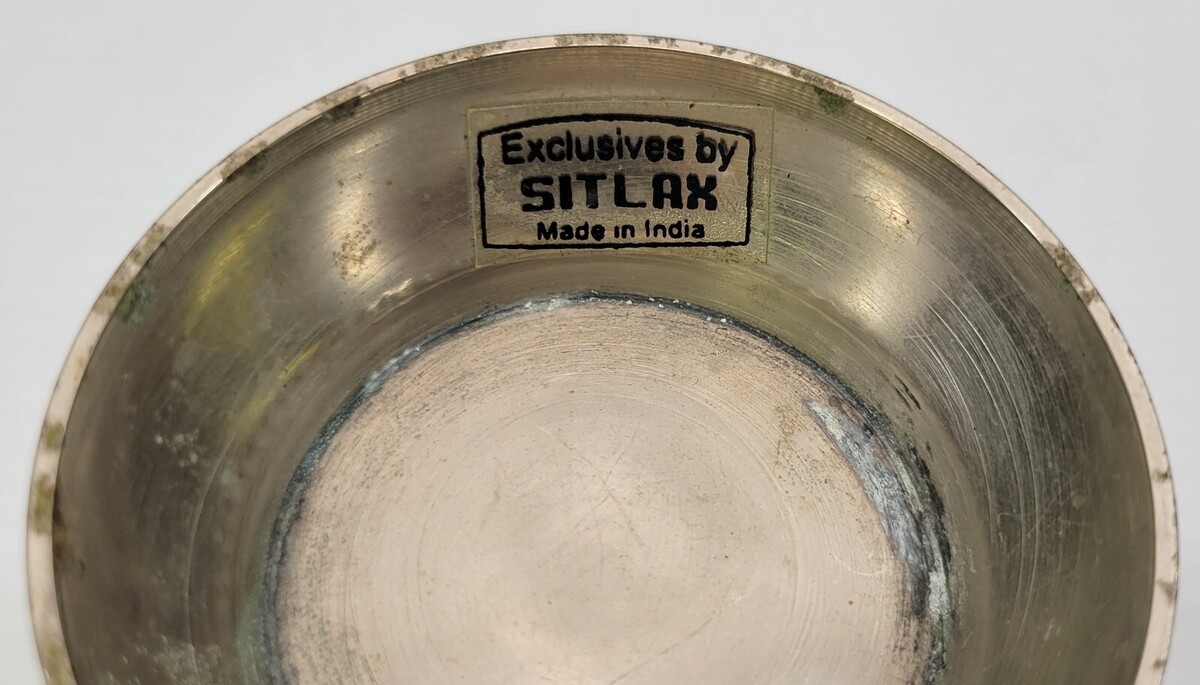 Exclusives by
SITLAX
Made in India